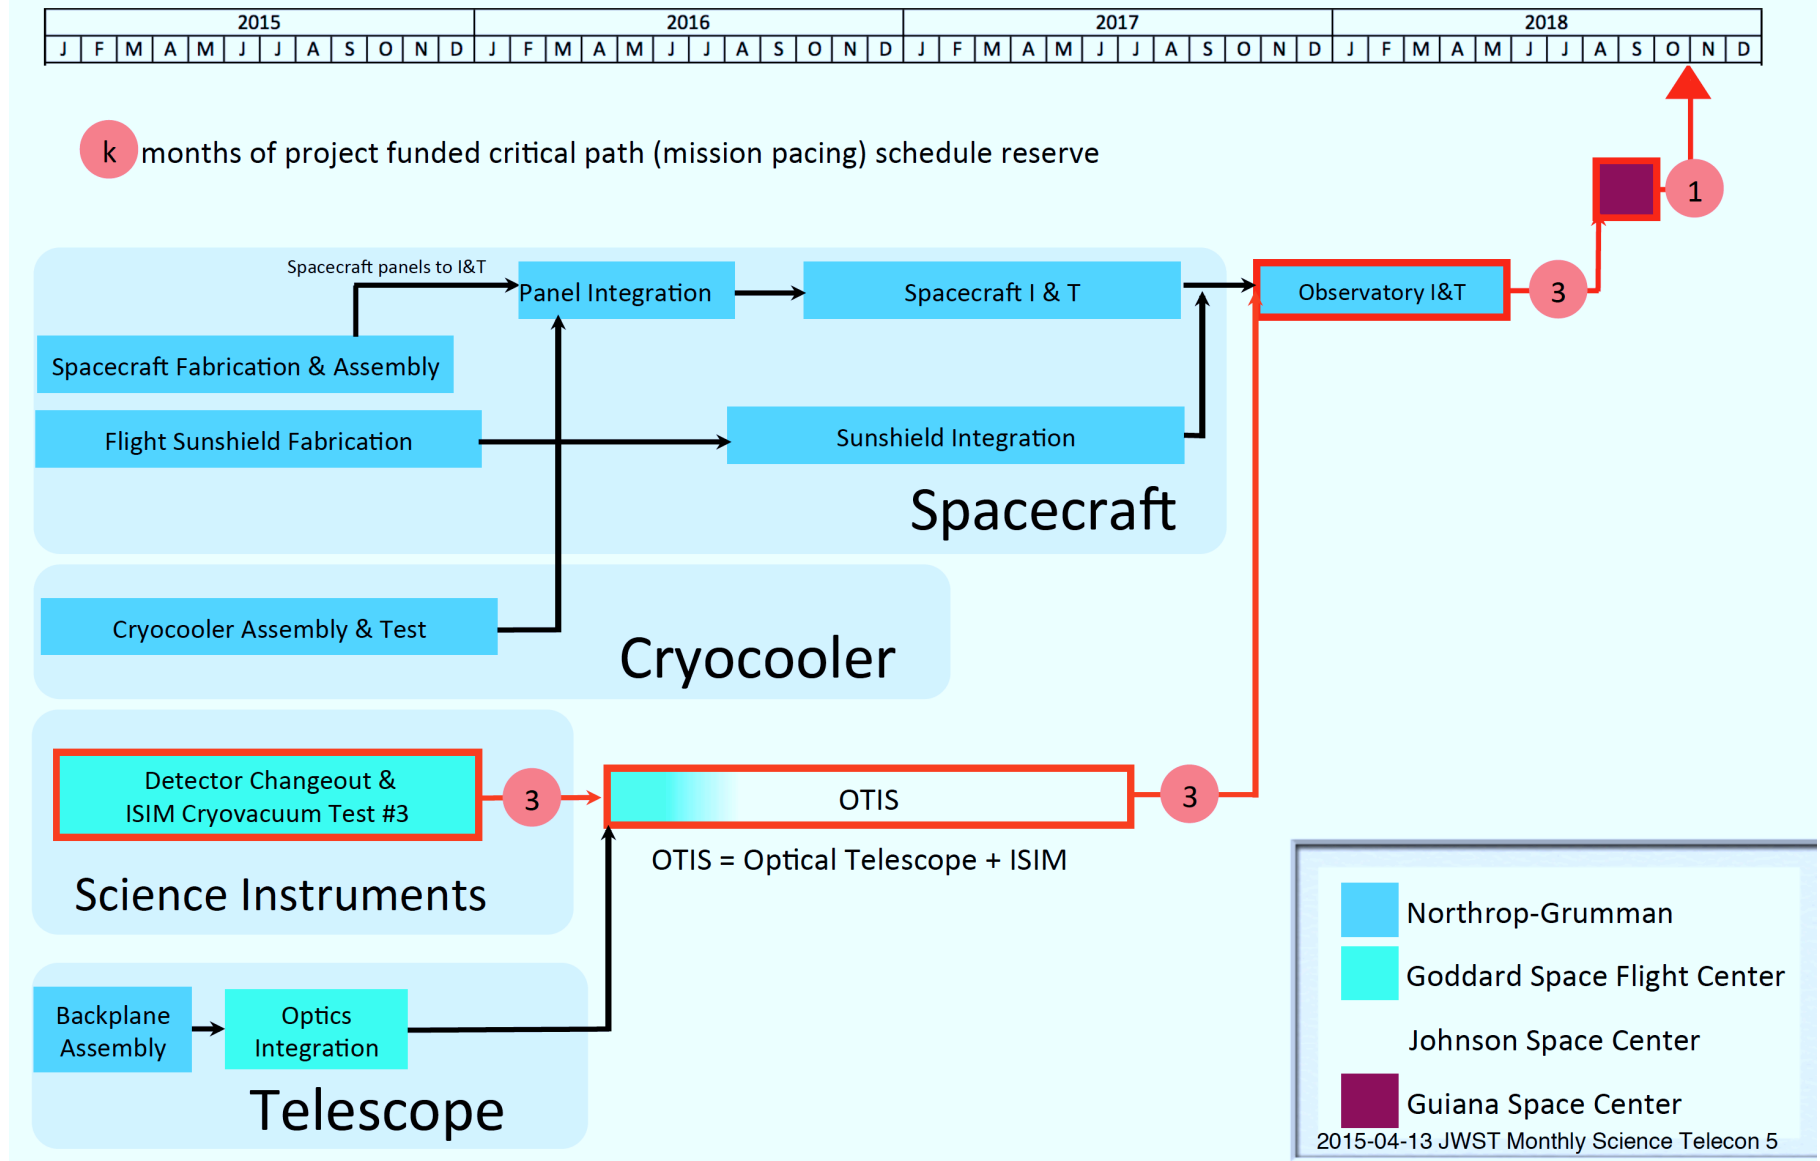 2015 2016 2017 2018
J F M A M J J A S O N D J F M A M J J A S O N D J F M A M J J A S O N D J F M A M J J A S O N D
k months of project funded critical path (mission pacing) schedule reserve
1
Spacecraft panels to I&T
Panel Integration
Spacecraft I & T
Observatory I&T
3
Spacecraft Fabrication & Assembly
Flight Sunshield Fabrication
Sunshield Integration
Spacecraft
Cryocooler Assembly & Test
Cryocooler
Detector Changeout &
ISIM Cryovacuum Test #3
3
OTIS
3
OTIS = Optical Telescope + ISIM
Science Instruments
Backplane
Assembly
Optics
Integration
Telescope
Northrop-Grumman
Goddard Space Flight Center
Johnson Space Center
Guiana Space Center
2015-04-13 JWST Monthly Science Telecon 5